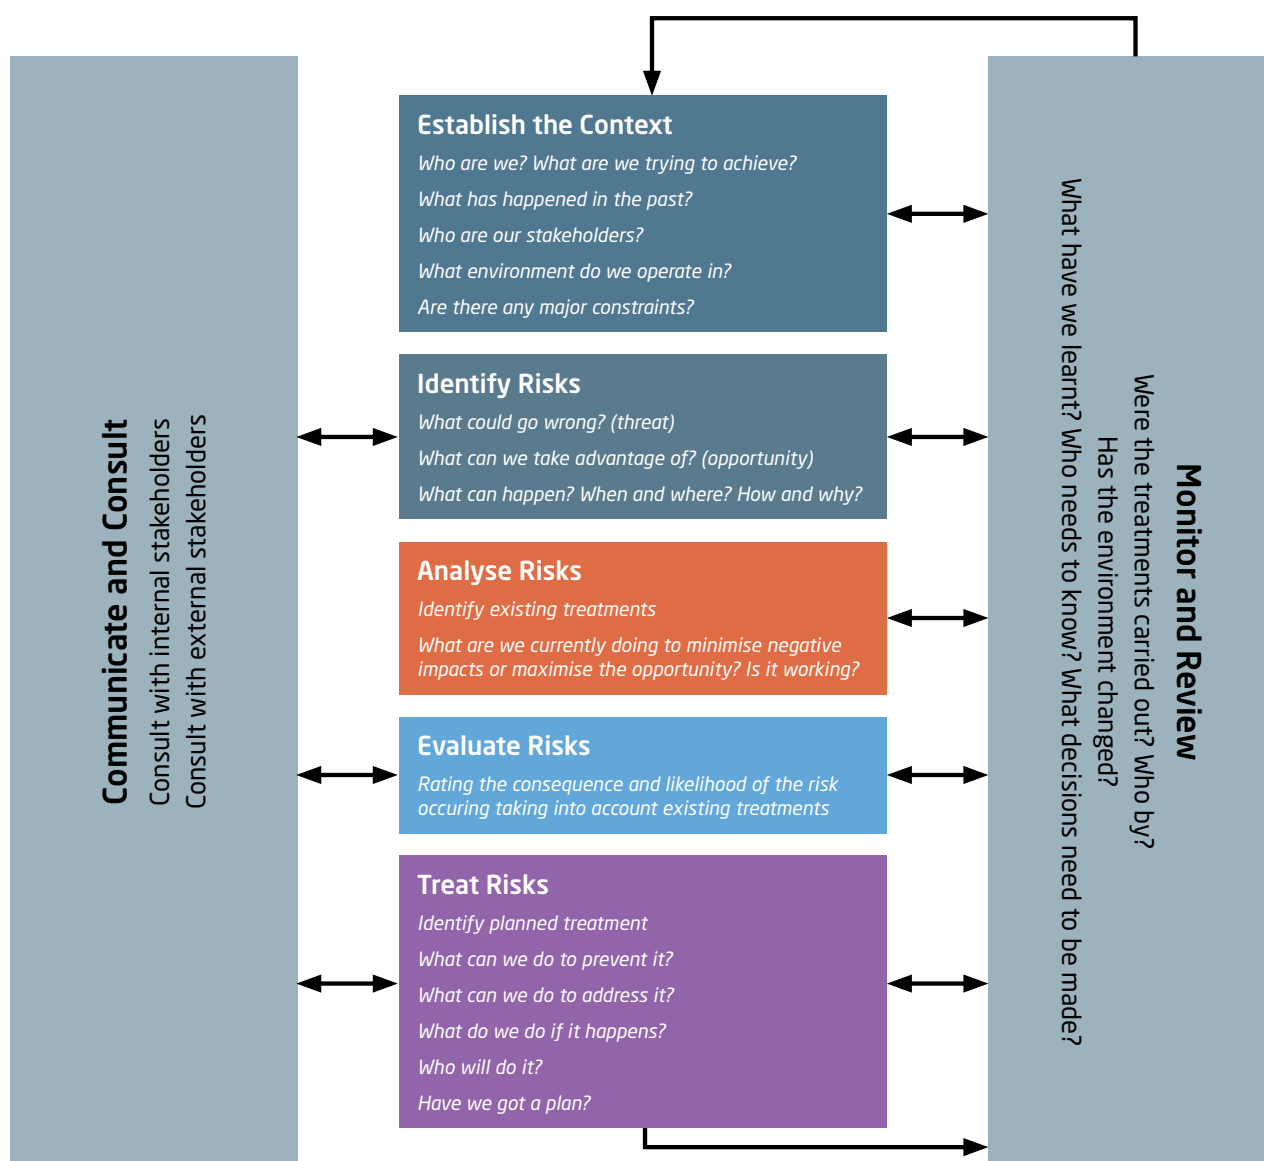 Communicate and Consult
Consult with internal stakeholders
Consult with external stakeholders
Establish the Context
Who are we? What are we trying to achieve?
What has happened in the past?
Who are our stakeholders?
What environment do we operate in?
Are there any major constraints?
Identify Risks
What could go wrong? (threat)
What can we take advantage of? (opportunity)
What can happen? When and where? How and why?
Analyse Risks
Identify existing treatments
What are we currently doing to minimise negative
impacts or maximise the opportunity? Is it working?
Evaluate Risks
Rating the consequence and likelihood of the risk
occuring taking into account existing treatments
Treat Risks
Identify planned treatment
What can we do to prevent it?
What can we do to address it?
What do we do if it happens?
Who will do it?
Have we got a plan?
Monitor and Review
Were the treatments carried out? Who by?
Has the environment changed?
What have we learnt? Who needs to know? What decisions need to be made?